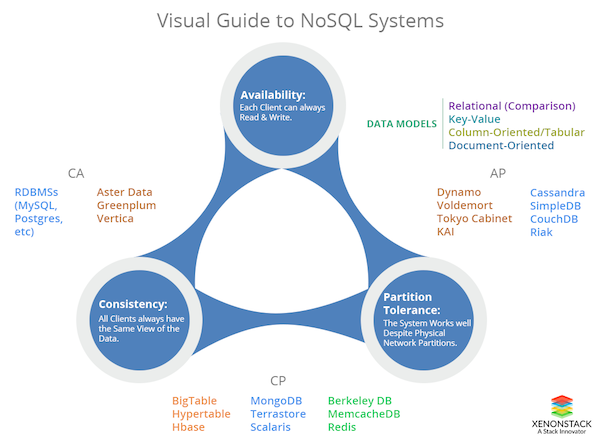 Visual Guide to NoSQL Systems
Availability:
Each Client can always
Read & Write.
DATA MODELS
Relational (Comparison)
Key-Value
Column-Oriented/Tabular
Document-Oriented
CA
RDBMSs
(MySQL,
Postgres,
etc)
Aster Data
Greenplum
Vertica
AP
Dynamo
Voldemort
Tokyo Cabinet
KAI
Cassandra
SimpleDB
CouchDB
Riak
Consistency:
All Clients always have
the Same View of the
Data.
Partition
Tolerance:
The System Works well
Despite Physical
Network Partitions.
CP
BigTable
Hypertable
Hbase
MongoDB
Terrastore
Scalaris
Berkeley DB
MemcacheDB
Redis
XENONSTACK
A Stack Innovator